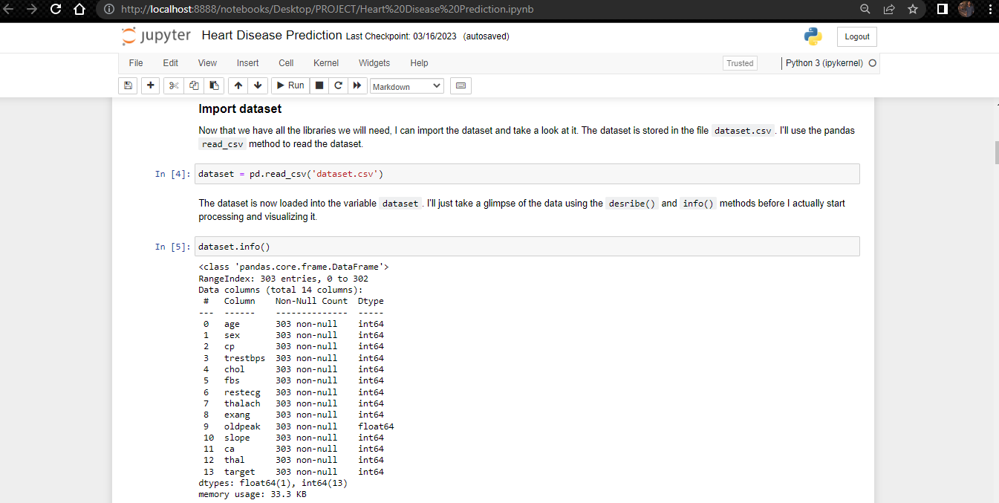 http://localhost:8888/notebooks/Desktop/PROJECT/Heart%20Disease%20Prediction.ipynb
jupyter Heart Disease Prediction Last Checkpoint: 03/16/2023 (autosaved) Logout
File Edit View Insert Cell Kernel Widgets Help Trusted Python 3 (ipykernel)
Run Markdown
Import dataset
Now that we have all the libraries we will need, I can import the dataset and take a look at it. The dataset is stored in the file dataset.csv . I'll use the pandas
read_csv method to read the dataset.
In [4]: dataset = pd.read_csv('dataset.csv')
The dataset is now loaded into the variable dataset . I'll just take a glimpse of the data using the desribe() and info() methods before I actually start
processing and visualizing it.
In [5]: dataset.info()
<class 'pandas.core.frame.DataFrame'>
RangeIndex: 303 entries, 0 to 302
Data columns (total 14 columns):
# Column Non-Null Count Dtype
--- ------ -------------- -----
0 age 303 non-null int64
1 sex 303 non-null int64
2 cp 303 non-null int64
3 trestbps 303 non-null int64
4 chol 303 non-null int64
5 fbs 303 non-null int64
6 restecg 303 non-null int64
7 thalach 303 non-null int64
8 exang 303 non-null int64
9 oldpeak 303 non-null float64
10 slope 303 non-null int64
11 ca 303 non-null int64
12 thal 303 non-null int64
13 target 303 non-null int64
dtypes: float64(1), int64(13)
memory usage: 33.3 KB